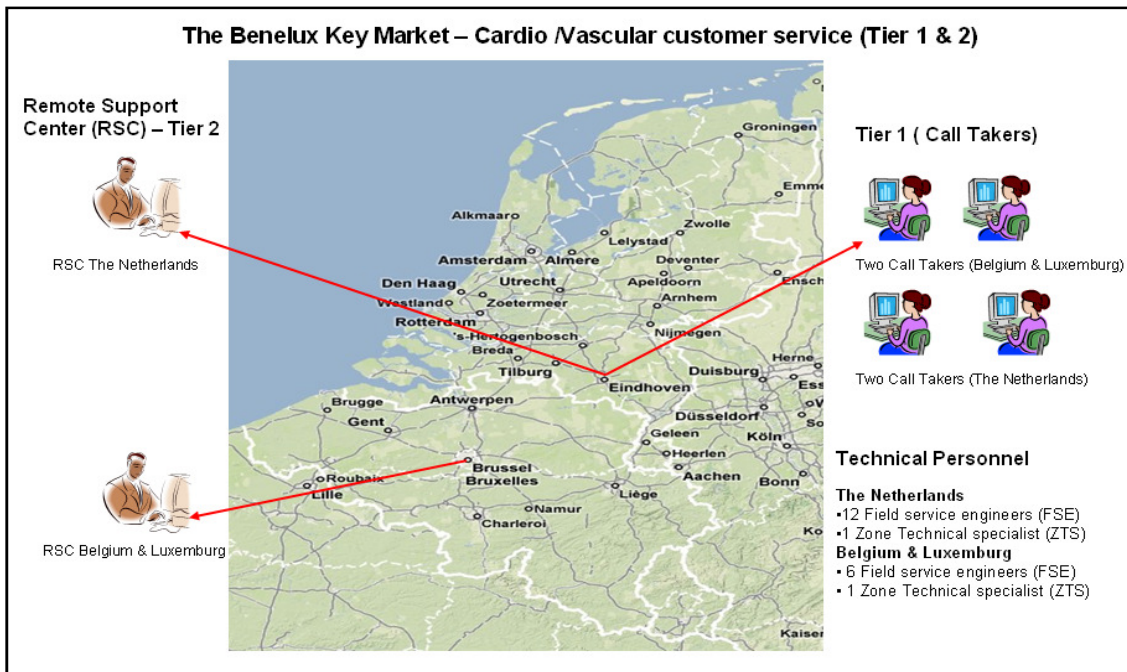 The Benelux Key Market – Cardio /Vascular customer service (Tier 1 & 2)
Remote Support
Center (RSC) – Tier 2
RSC The Netherlands
RSC Belgium & Luxemburg
Groningen
Emme
Alkmaar
Zwolle
Lelystad
Amsterdam
Almere
Deventer
Den Haag
Utrecht
Apeldoorn
Ensch
Westland
Zoetermeer
Arnhem
Rotterdam
Nijmegen
's-Hertogenbosch
Breda
Tilburg
Eindhoven
Duisburg
Herne
Ess
Brugge
Antwerpen
Düsseldorf
Gent
Geleen
Köln
Heerlen
Brussel
Bruxelles
Aachen
Bonn
Roubaix
Lille
Liège
Namur
Charleroi
Ko
Kaiser
Tier 1 ( Call Takers)
Two Call Takers (Belgium & Luxemburg)
Two Call Takers (The Netherlands)
Technical Personnel
The Netherlands
▪12 Field service engineers (FSE)
▪1 Zone Technical specialist (ZTS)
Belgium & Luxemburg
▪ 6 Field service engineers (FSE)
▪ 1 Zone Technical specialist (ZTS)